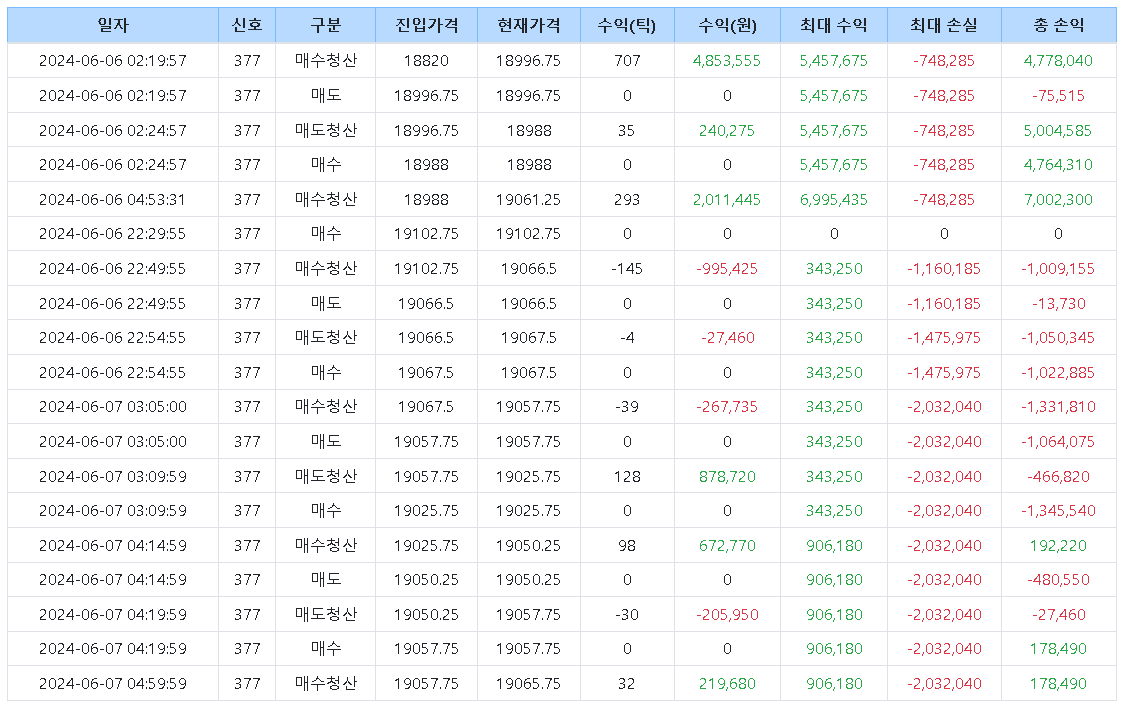 일자 신호 구분 진입가격 현재가격 수익(틱) 수익(원) 최대 수익 최대 손실 총 손익
2024-06-06 02:19:57 377 매수청산 18820 18996.75 707 4,853,555 5,457,675 -748,285 4,778,040
2024-06-06 02:19:57 377 매도 18996.75 18996.75 0 0 5,457,675 -748,285 -75,515
2024-06-06 02:24:57 377 매도청산 18996.75 18988 35 240,275 5,457,675 -748,285 5,004,585
2024-06-06 02:24:57 377 매수 18988 18988 0 0 5,457,675 -748,285 4,764,310
2024-06-06 04:53:31 377 매수청산 18988 19061.25 293 2,011,445 6,995,435 -748,285 7,002,300
2024-06-06 22:29:55 377 매수 19102.75 19102.75 0 0 0 0 0
2024-06-06 22:49:55 377 매수청산 19102.75 19066.5 -145 -995,425 343,250 -1,160,185 -1,009,155
2024-06-06 22:49:55 377 매도 19066.5 19066.5 0 0 343,250 -1,160,185 -13,730
2024-06-06 22:54:55 377 매도청산 19066.5 19067.5 -4 -27,460 343,250 -1,475,975 -1,050,345
2024-06-06 22:54:55 377 매수 19067.5 19067.5 0 0 343,250 -1,475,975 -1,022,885
2024-06-07 03:05:00 377 매수청산 19067.5 19057.75 -39 -267,735 343,250 -2,032,040 -1,331,810
2024-06-07 03:05:00 377 매도 19057.75 19057.75 0 0 343,250 -2,032,040 -1,064,075
2024-06-07 03:09:59 377 매도청산 19057.75 19025.75 128 878,720 343,250 -2,032,040 -466,820
2024-06-07 03:09:59 377 매수 19025.75 19025.75 0 0 343,250 -2,032,040 -1,345,540
2024-06-07 04:14:59 377 매수청산 19025.75 19050.25 98 672,770 906,180 -2,032,040 192,220
2024-06-07 04:14:59 377 매도 19050.25 19050.25 0 0 906,180 -2,032,040 -480,550
2024-06-07 04:19:59 377 매도청산 19050.25 19057.75 -30 -205,950 906,180 -2,032,040 -27,460
2024-06-07 04:19:59 377 매수 19057.75 19057.75 0 0 906,180 -2,032,040 178,490
2024-06-07 04:59:59 377 매수청산 19057.75 19065.75 32 219,680 906,180 -2,032,040 178,490